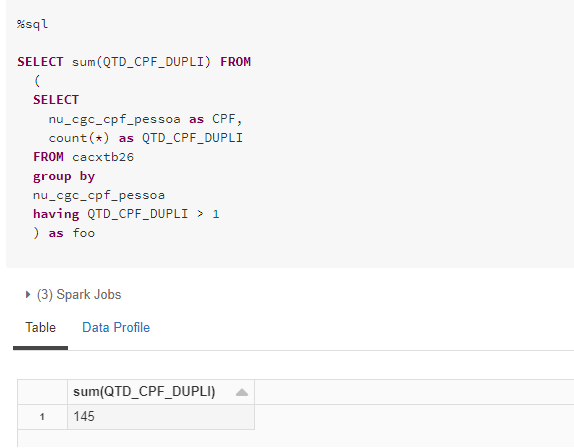 %sql
SELECT sum(QTD_CPF_DUPLI) FROM
(
SELECT
nu_cgc_cpf_pessoa as CPF,
count(*) as QTD_CPF_DUPLI
FROM cacxtb26
group by
nu_cgc_cpf_pessoa
having QTD_CPF_DUPLI > 1
) as foo
(3) Spark Jobs
Table Data Profile
sum(QTD_CPF_DUPLI)
1 145